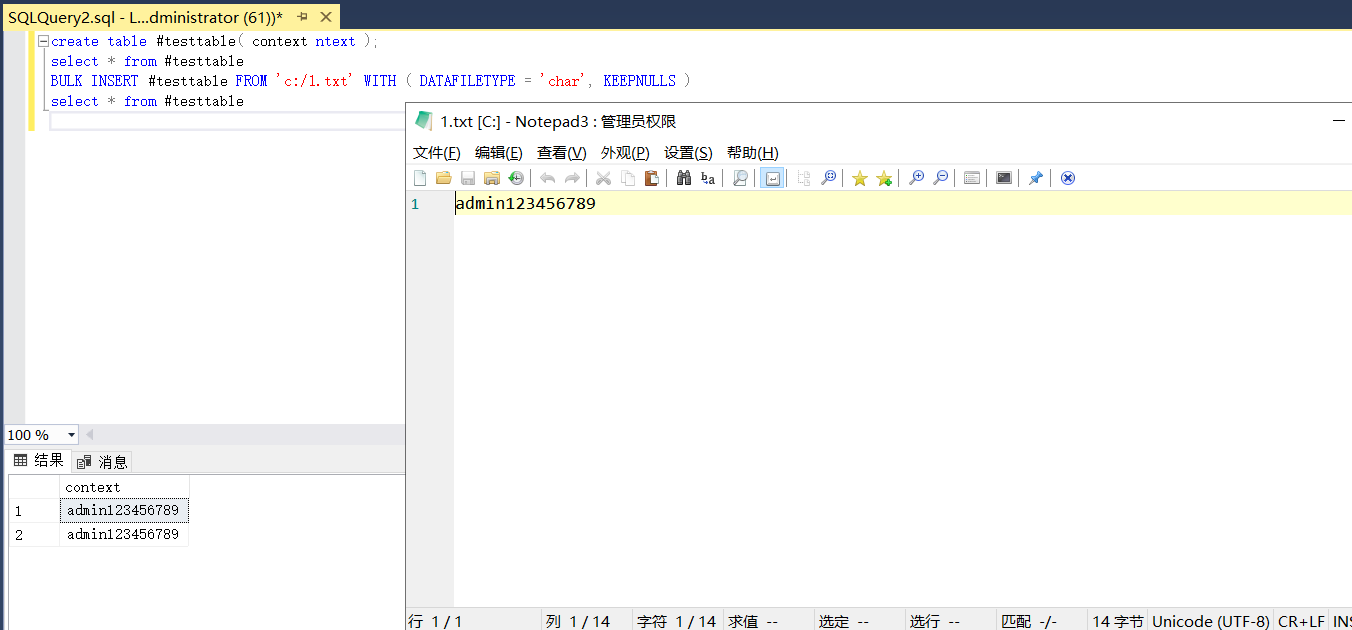 SQLQuery2.sql - L...dministrator (61))*
create table #testtable( context ntext );
select * from #testtable
BULK INSERT #testtable FROM 'c:/1.txt' WITH ( DATAFILETYPE = 'char', KEEPNULLS )
select * from #testtable
1.txt [C:] - Notepad3 : 管理员权限
文件(F) 编辑(E) 查看(V) 外观(P) 设置(S) 帮助(H)
1 admin123456789
100 %
结果 消息
context
1 admin123456789
2 admin123456789
行 1 / 1 列 1 / 14 字符 1 / 14 求值 -- 选定 -- 选行 -- 匹配 -/- 14 字节 Unicode (UTF-8) CR+LF INS